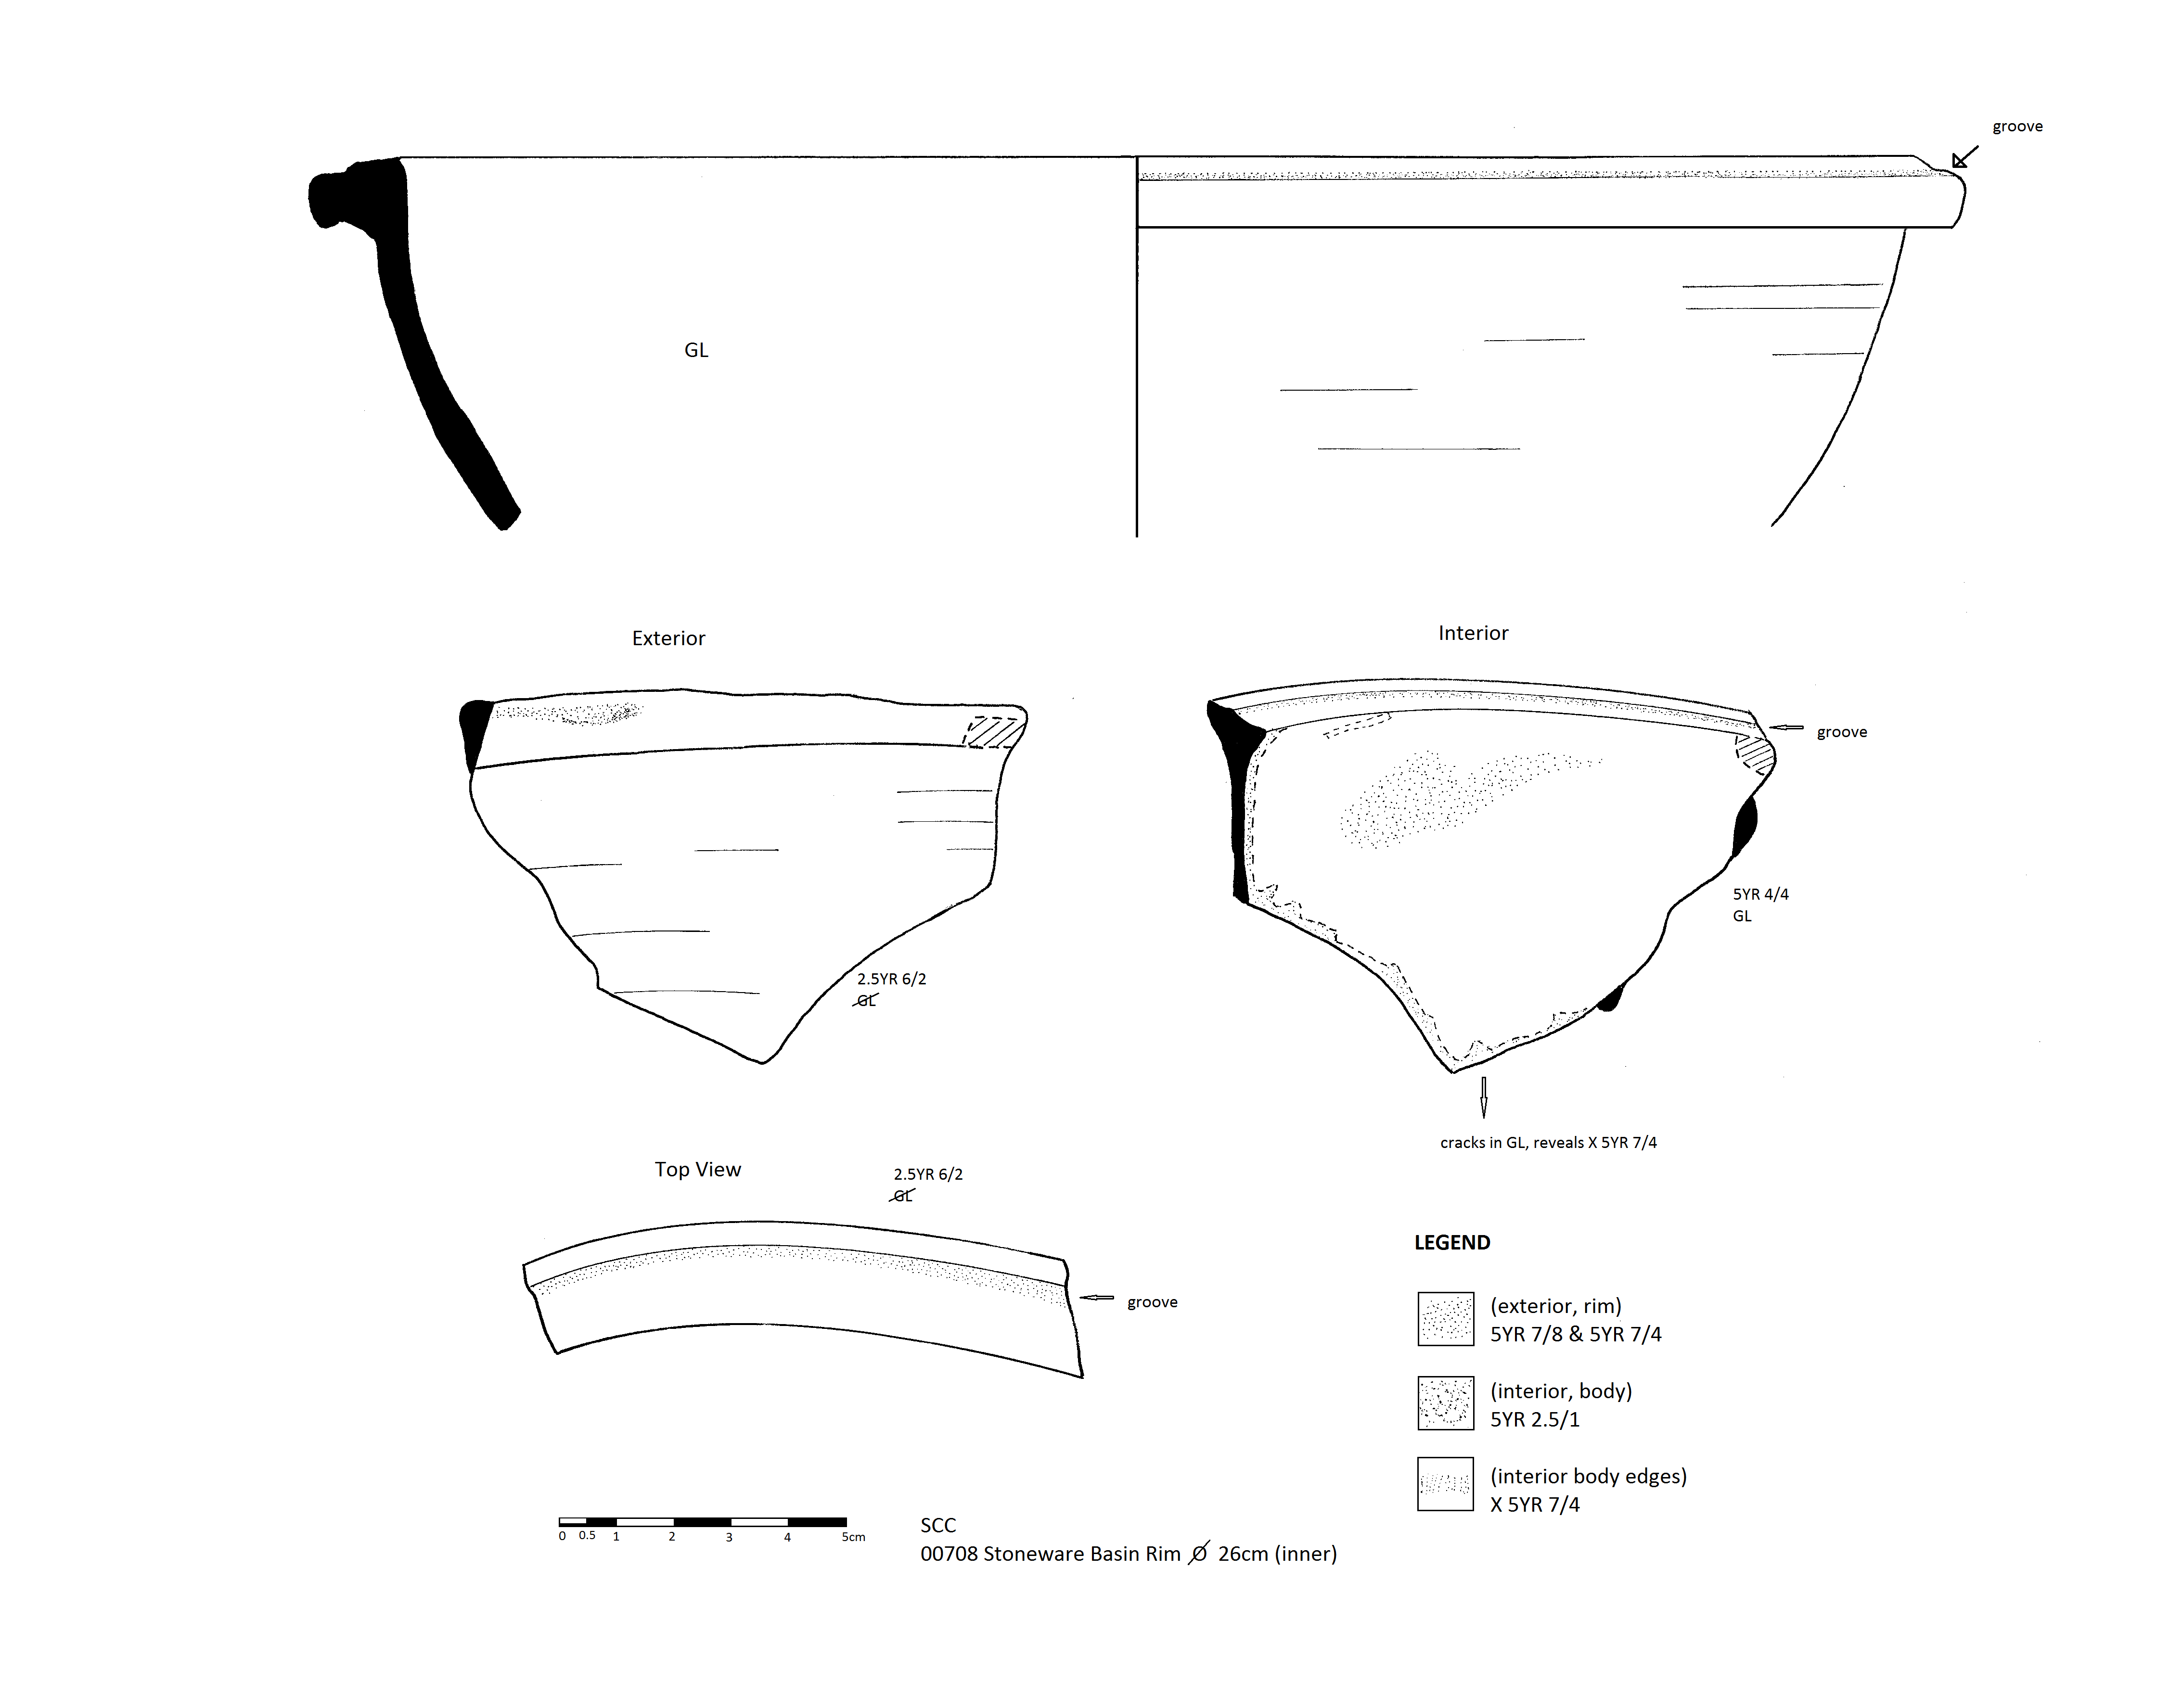 groove
GL
Exterior
Interior
groove
5YR 4/4
GL
2.5YR 6/2
GL
cracks in GL, reveals X 5YR 7/4
Top View
2.5YR 6/2
GL
groove
LEGEND
(exterior, rim)
5YR 7/8 & 5YR 7/4
(interior, body)
5YR 2.5/1
(interior body edges)
X 5YR 7/4
0 0.5 1 2 3 4 5cm
SCC
00708 Stoneware Basin Rim Ø 26cm (inner)